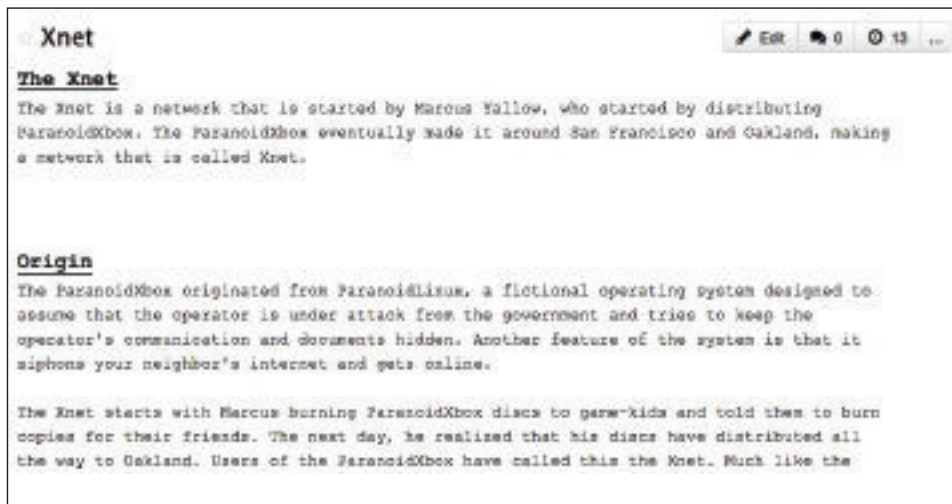 Xnet
Edit 0 13 ...
The Xnet
The Xnet is a network that is started by Marcus Yallow, who started by distributing
ParanoidXbox. The ParanoidXbox eventually made it around San Francisco and Oakland, making
a network that is called Xnet.
Origin
The ParanoidXbox originated from ParanoidLinux, a fictional operating system designed to
assume that the operator is under attack from the government and tries to keep the
operator's communication and documents hidden. Another feature of the system is that it
siphons your neighbor's internet and gets online.
The Xnet starts with Marcus burning ParanoidXbox discs to game-kids and told them to burn
copies for their friends. The next day, he realized that his discs have distributed all
the way to Oakland. Users of the ParanoidXbox have called this the Xnet. Much like the